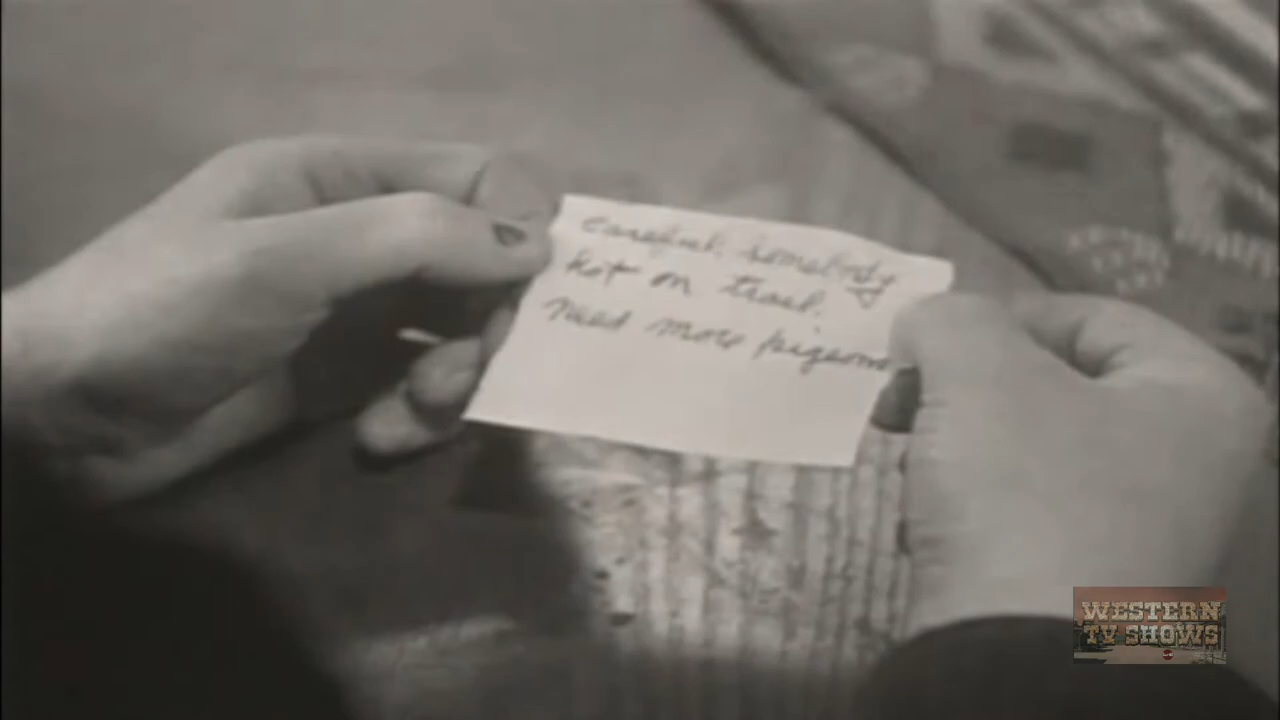 Careful. Somebody
hot on trail.
need more pigeons
WESTERN
TV SHOWS